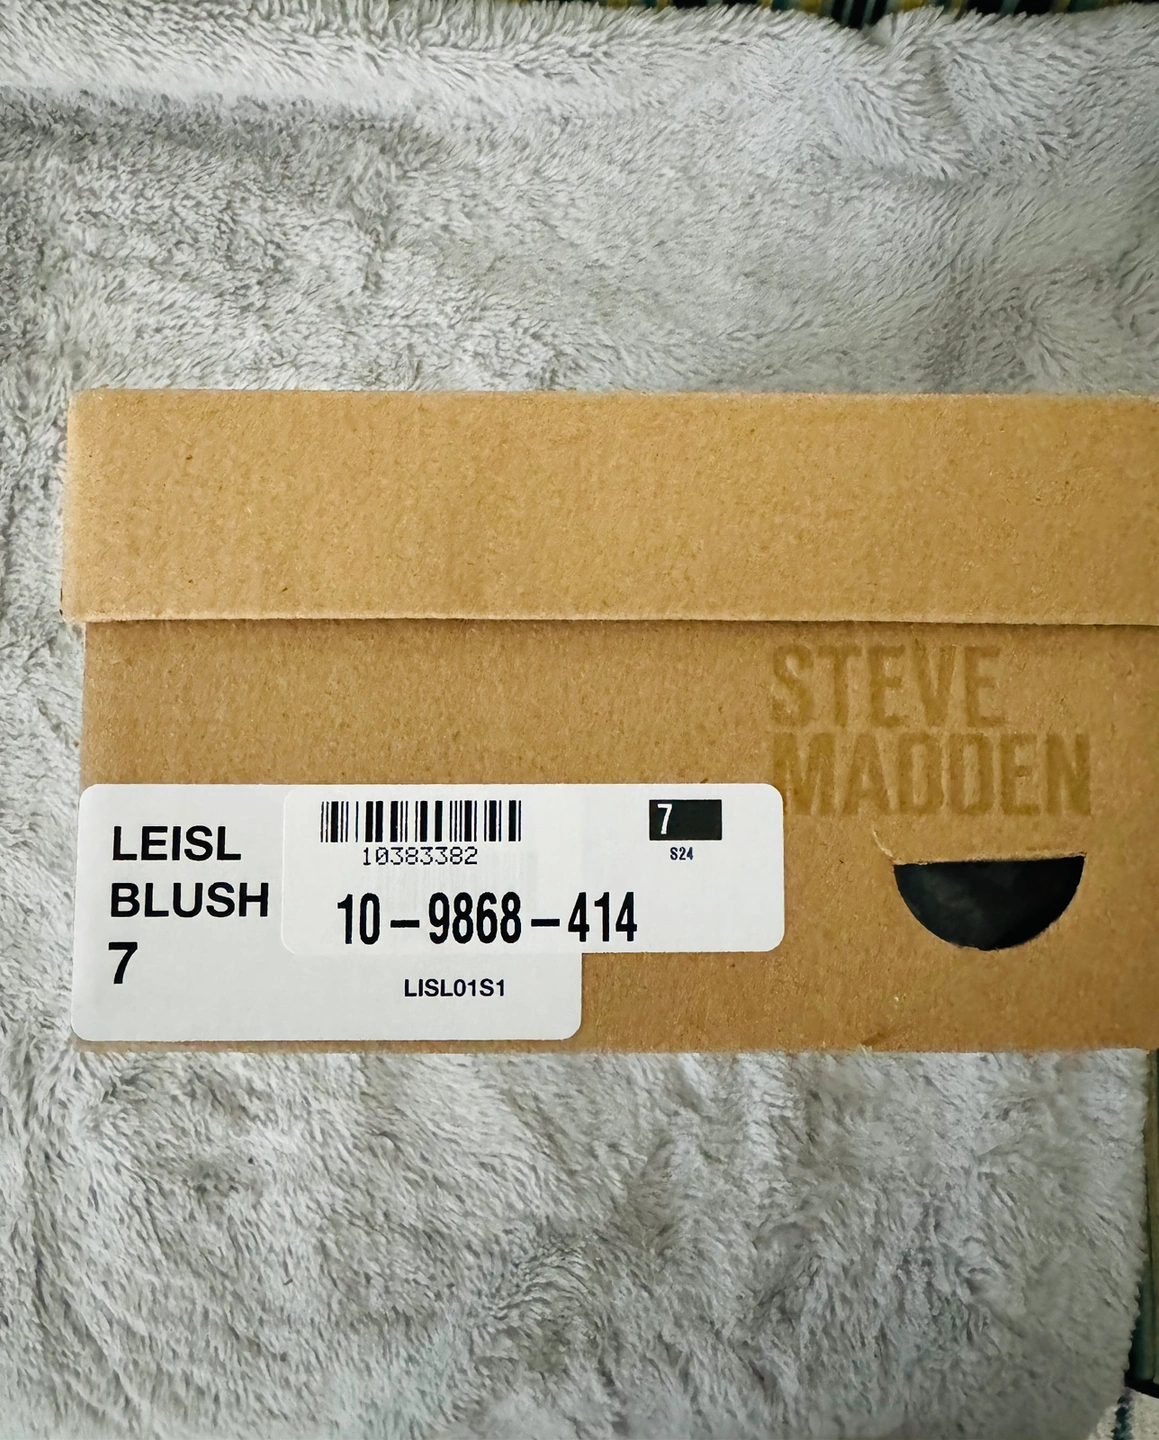 STEVE
MADDEN
LEISL
BLUSH
7
10383382
7
S24
10-9868-414
LISL01S1